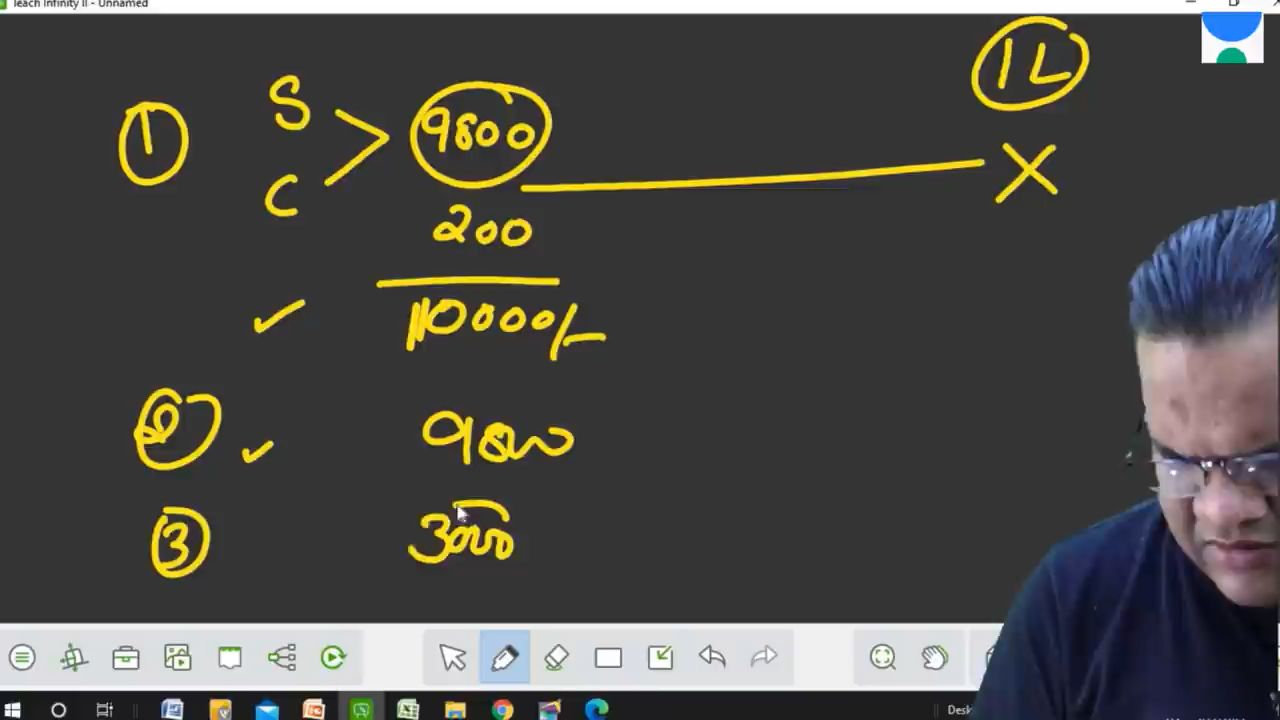 Teach Infinity II - Unnamed
1L
① S
C > 9800 X
200
10000/-
② 9800
③ 3000
Desk